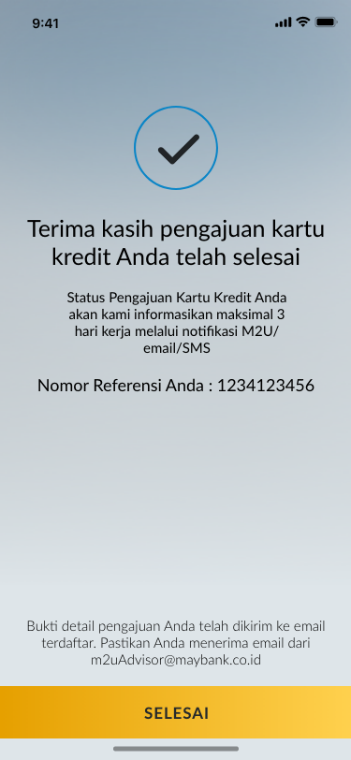 9:41
Terima kasih pengajuan kartu
kredit Anda telah selesai
Status Pengajuan Kartu Kredit Anda
akan kami informasikan maksimal 3
hari kerja melalui notifikasi M2U/
email/SMS
Nomor Referensi Anda : 1234123456
Bukti detail pengajuan Anda telah dikirim ke email
terdaftar. Pastikan Anda menerima email dari
m2uAdvisor@maybank.co.id
SELESAI